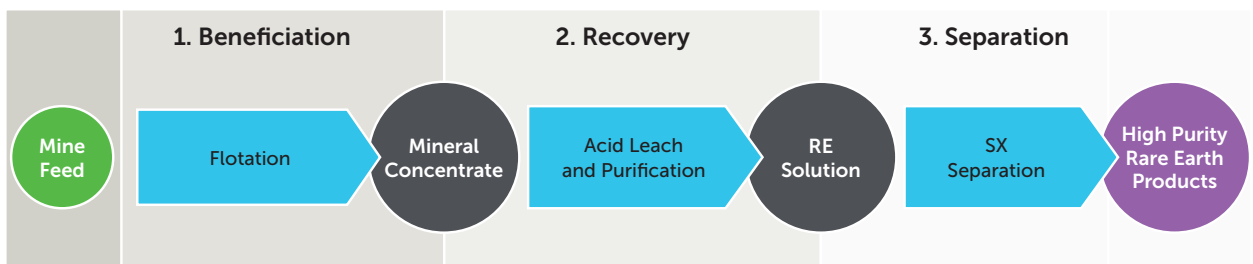 1. Beneficiation
2. Recovery
3. Separation
Mine
Feed
Flotation
Mineral
Concentrate
Acid Leach
and Purification
RE
Solution
SX
Separation
High Purity
Rare Earth
Products